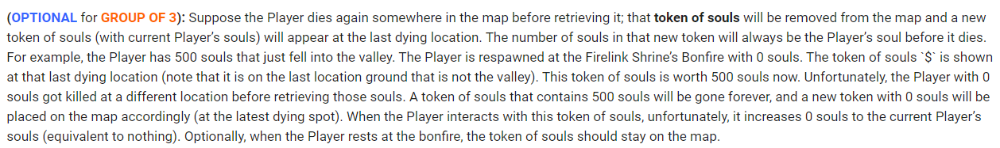 (OPTIONAL for GROUP OF 3): Suppose the Player dies again somewhere in the map before retrieving it; that token of souls will be removed from the map and a new
token of souls (with current Player's souls) will appear at the last dying location. The number of souls in that new token will always be the Player's soul before it dies.
For example, the Player has 500 souls that just fell into the valley. The Player is respawned at the Firelink Shrine's Bonfire with 0 souls. The token of souls `$` is shown
at that last dying location (note that it is on the last location ground that is not the valley). This token of souls is worth 500 souls now. Unfortunately, the Player with 0
souls got killed at a different location before retrieving those souls. A token of souls that contains 500 souls will be gone forever, and a new token with 0 souls will be
placed on the map accordingly (at the latest dying spot). When the Player interacts with this token of souls, unfortunately, it increases 0 souls to the current Player's
souls (equivalent to nothing). Optionally, when the Player rests at the bonfire, the token of souls should stay on the map.